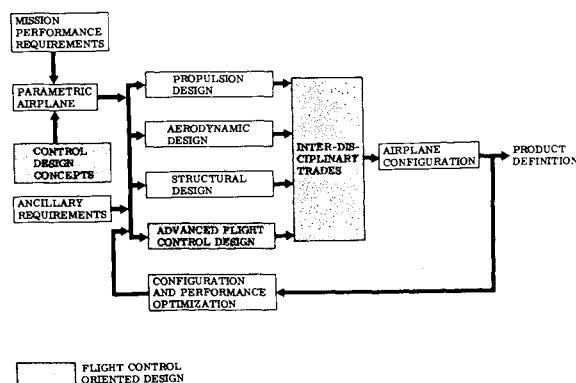 MISSION
PERFORMANCE
REQUIREMENTS
PARAMETRIC
AIRPLANE
CONTROL
DESIGN
CONCEPTS
ANCILLARY
REQUIREMENTS
PROPULSION
DESIGN
AERODYNAMIC
DESIGN
STRUCTURAL
DESIGN
ADVANCED FLIGHT
CONTROL DESIGN
CONFIGURATION
AND PERFORMANCE
OPTIMIZATION
INTER-DIS-
CIPLINARY
TRADES
AIRPLANE
CONFIGURATION
PRODUCT
DEFINITION
FLIGHT CONTROL
ORIENTED DESIGN